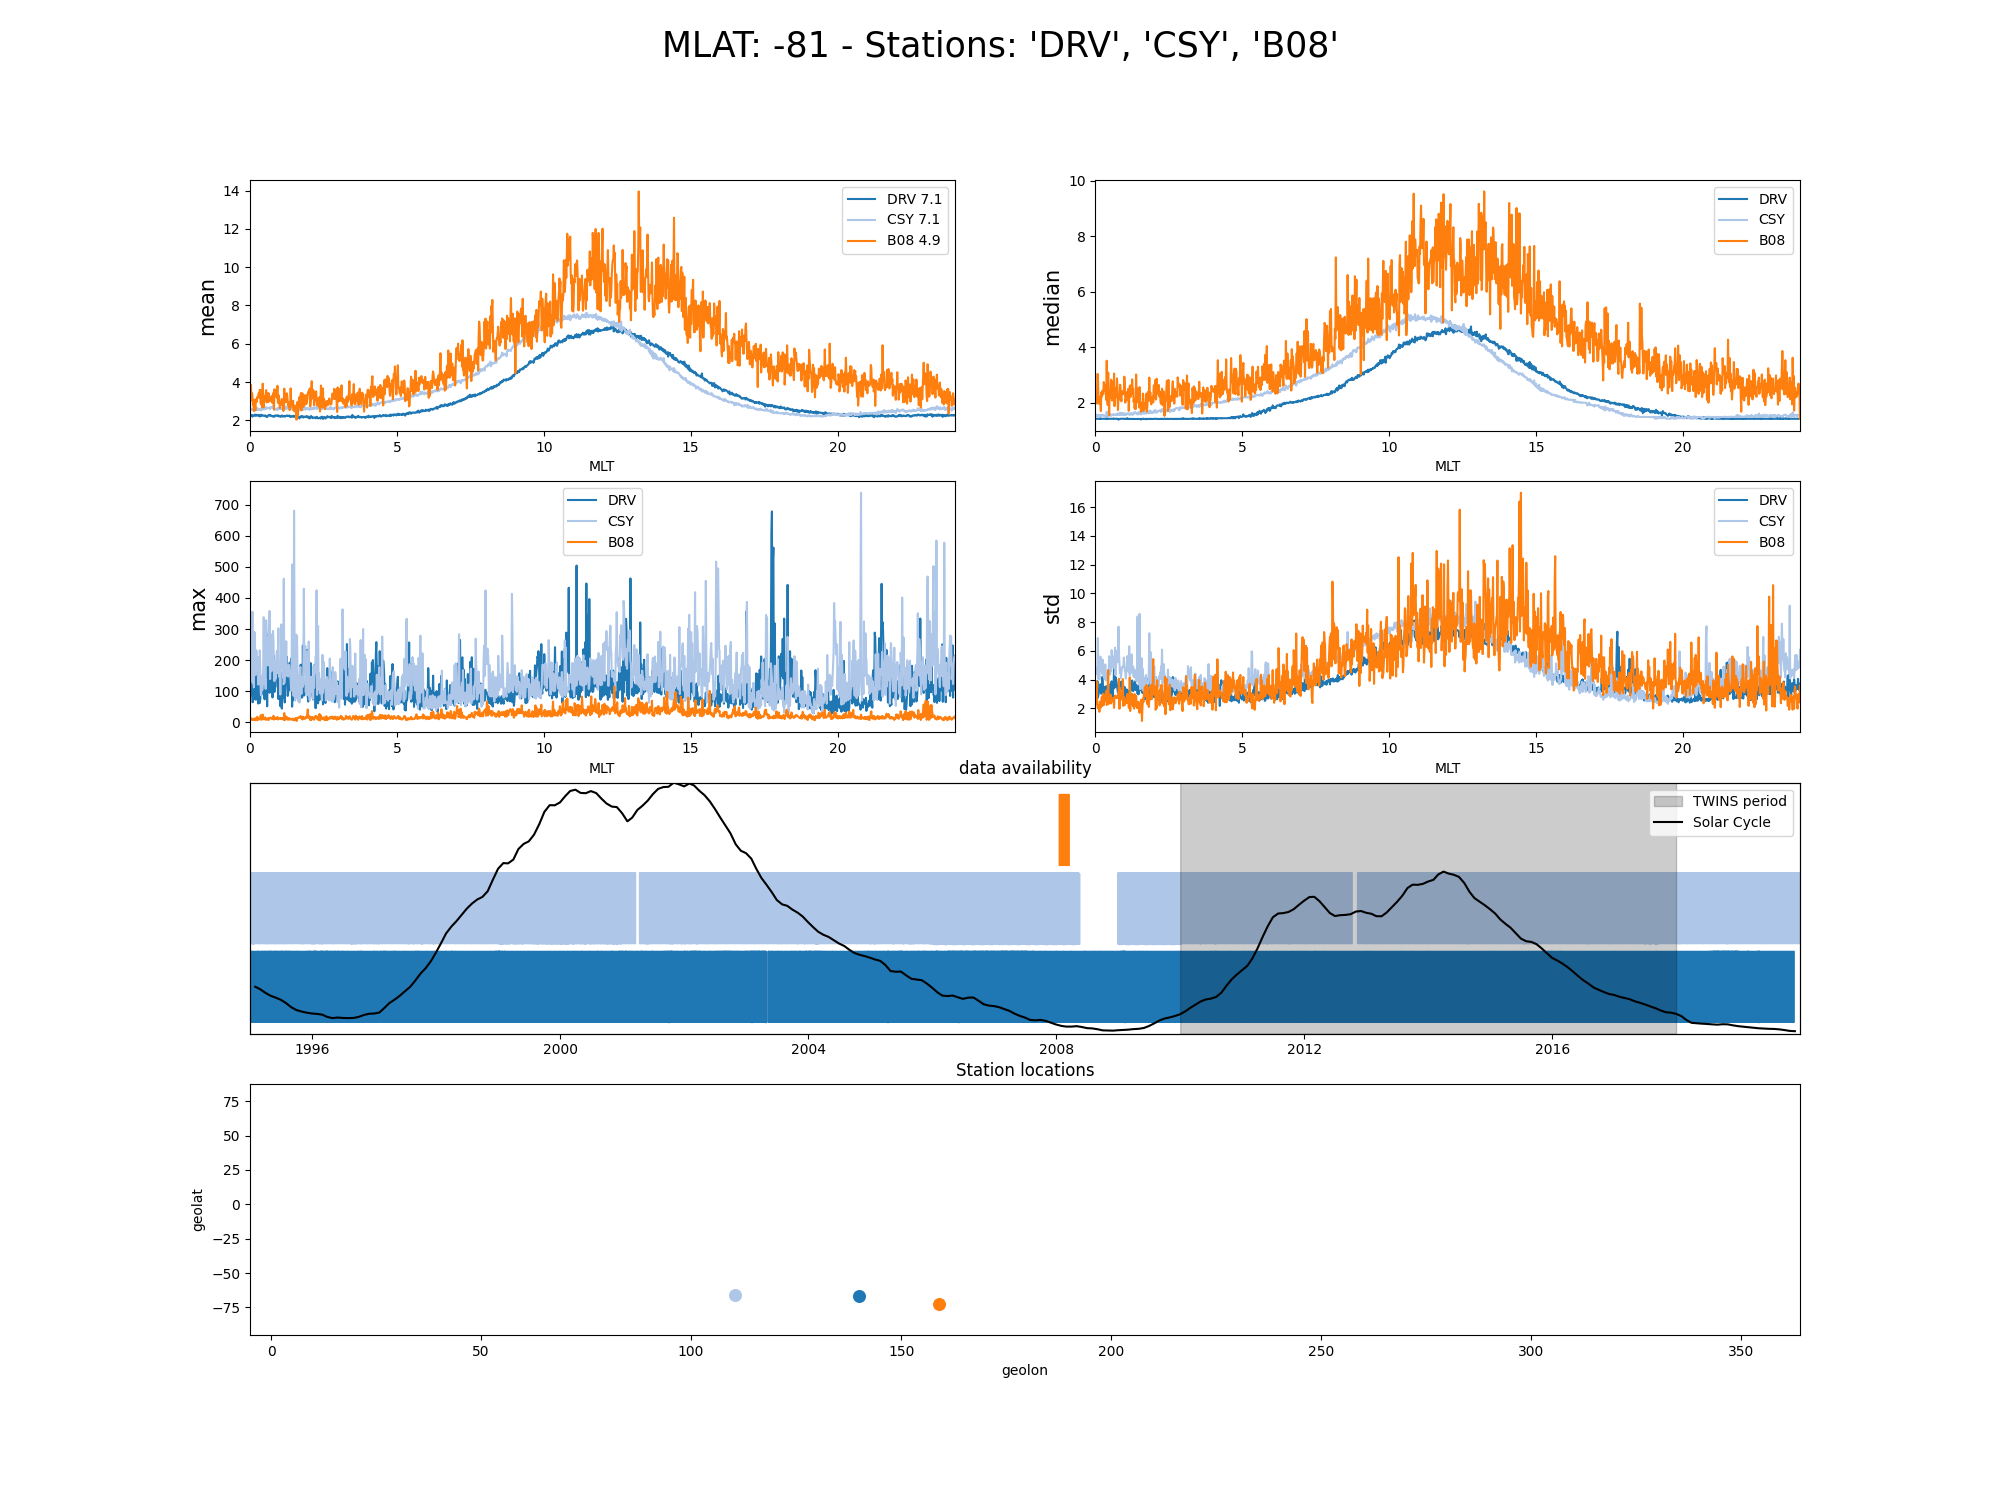 MLAT: -81 - Stations: 'DRV', 'CSY', 'B08'
mean
14
12
10
8
6
4
2
0 5 10 15 20
MLT
DRV 7.1
CSY 7.1
B08 4.9
median
10
8
6
4
2
0 5 10 15 20
MLT
DRV
CSY
B08
max
700
600
500
400
300
200
100
0
0 5 10 15 20
MLT
DRV
CSY
B08
std
16
14
12
10
8
6
4
2
0 5 10 15 20
MLT
DRV
CSY
B08
data availability
TWINS period
Solar Cycle
1996 2000 2004 2008 2012 2016
Station locations
geolat
75
50
25
0
−25
−50
−75
0 50 100 150 200 250 300 350
geolon